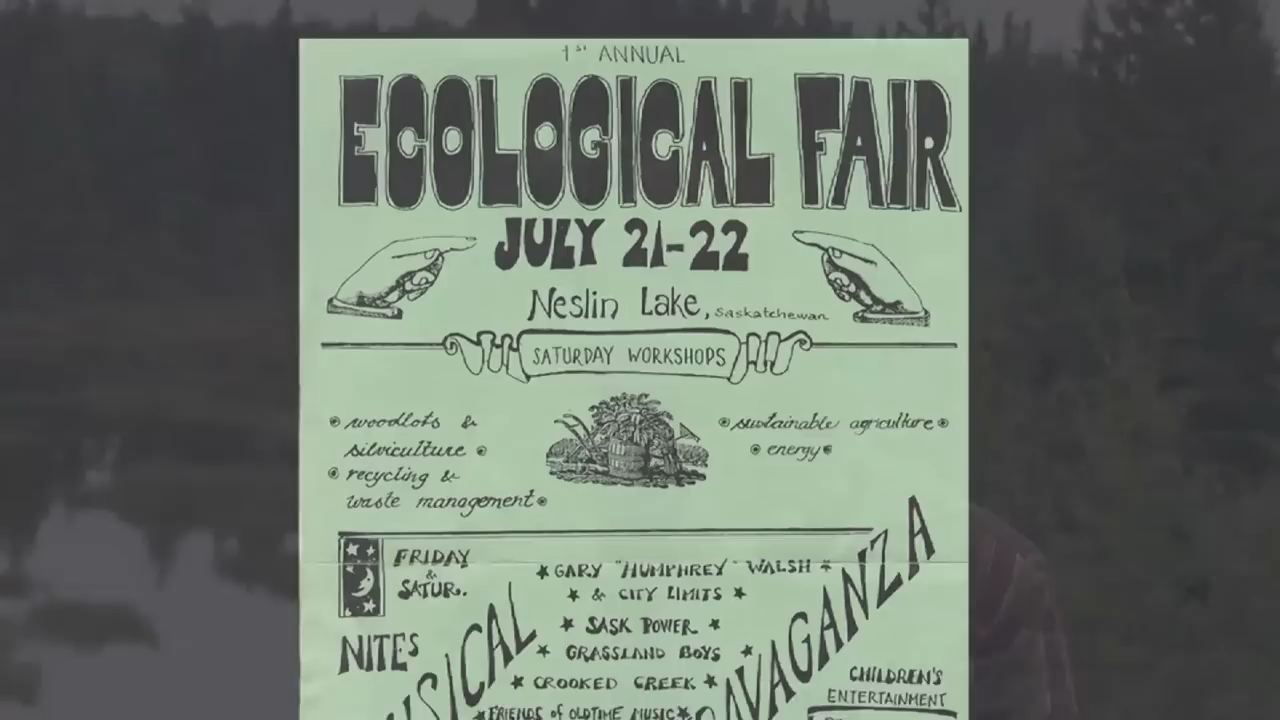 1ST ANNUAL
ECOLOGICAL FAIR
JULY 21-22
Neslin Lake, Saskatchewan
SATURDAY WORKSHOPS
woodlots &
silviculture
recycling &
waste management
sustainable agriculture
energy
FRIDAY
&
SATUR.
NITES
GARY "HUMPHREY" WALSH
& CITY LIMITS
SASK POWER
GRASSLAND BOYS
CROOKED CREEK
FRIENDS of OLDTIME MUSIC
CHILDREN'S
ENTERTAINMENT